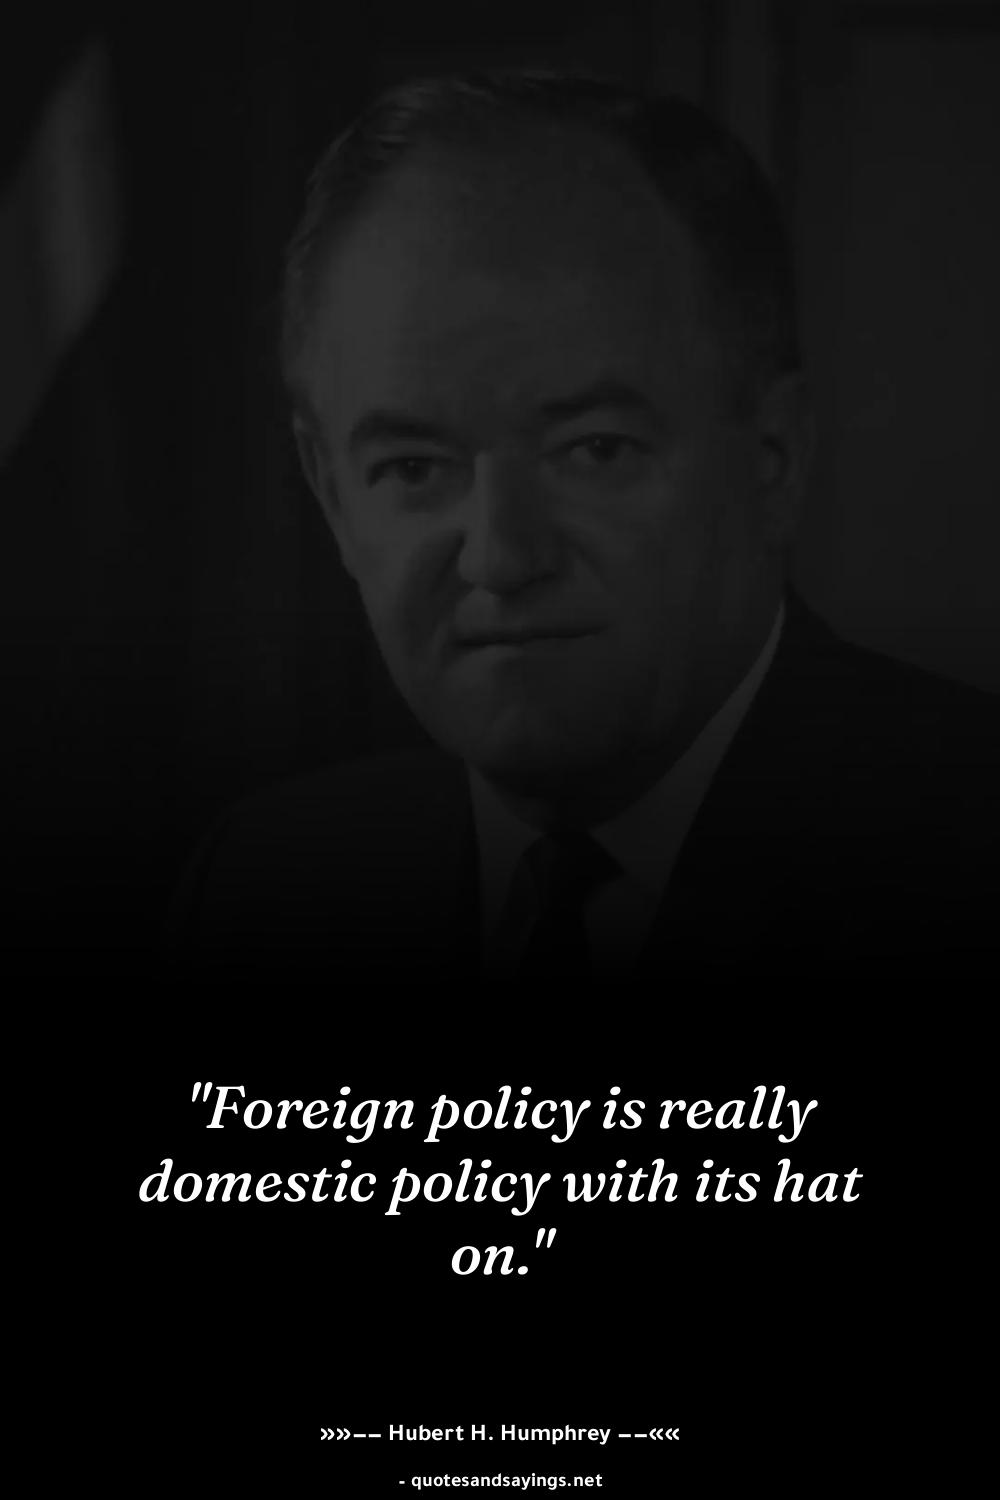 "Foreign policy is really
domestic policy with its hat
on."
»»–– Hubert H. Humphrey ––««
- quotesandsayings.net